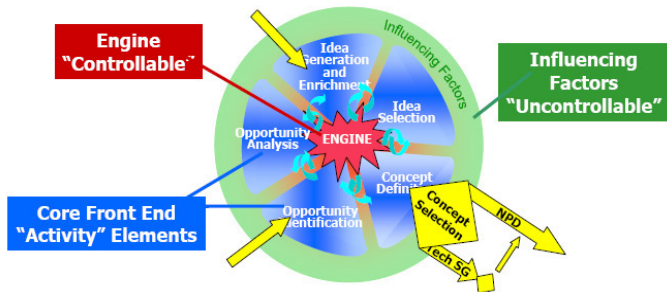 Engine
"Controllable"
Idea
Generation
and
Enrichment
Influencing Factors
Influencing
Factors
"Uncontrollable"
Idea
Selection
Opportunity
Analysis
ENGINE
Concept
Definition
Core Front End
"Activity" Elements
Opportunity
Identification
Concept
Selection
NPD
Tech SG